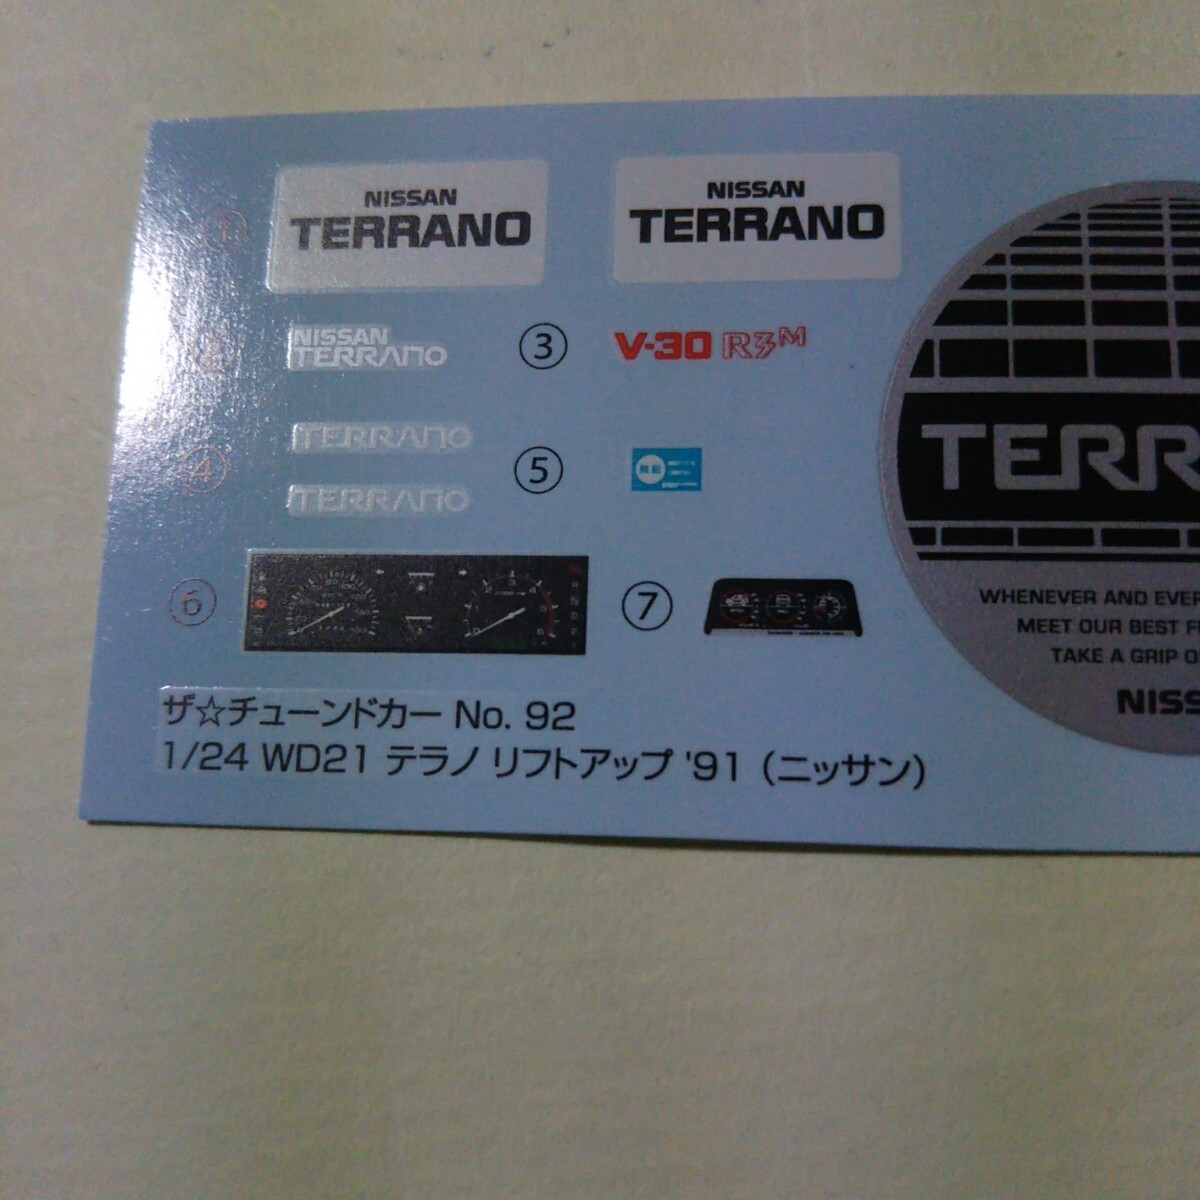 ①
NISSAN
TERRANO
NISSAN
TERRANO
NISSAN
TERRANO
③
V-30 R3M
④
TERRANO
TERRANO
⑤
⑥
⑦
TERR
WHENEVER AND EVER
MEET OUR BEST F
TAKE A GRIP O
NISS
ザ☆チューンドカー No. 92
1/24 WD21 テラノ リフトアップ '91 (ニッサン)